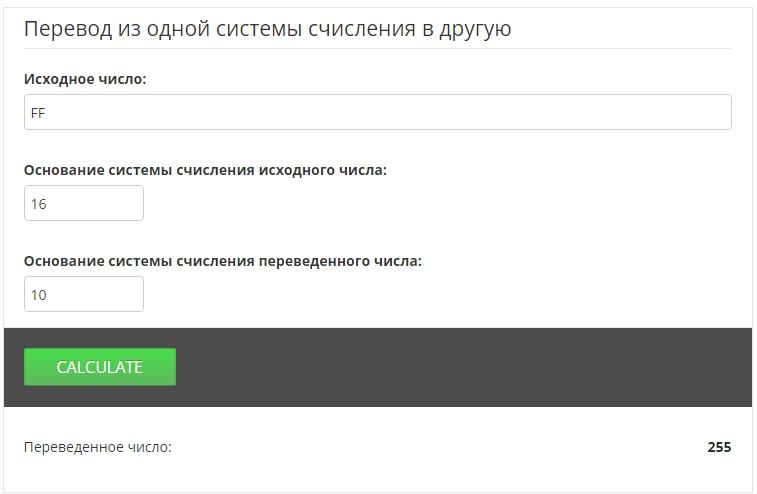 Перевод из одной системы счисления в другую
Исходное число:
FF
Основание системы счисления исходного числа:
16
Основание системы счисления переведенного числа:
10
CALCULATE
Переведенное число: 255